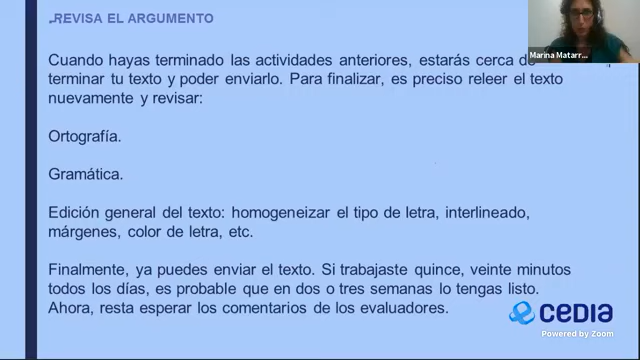 REVISA EL ARGUMENTO
Marina Matarr...
Cuando hayas terminado las actividades anteriores, estarás cerca de
terminar tu texto y poder enviarlo. Para finalizar, es preciso releer el texto
nuevamente y revisar:
Ortografía.
Gramática.
Edición general del texto: homogeneizar el tipo de letra, interlineado,
márgenes, color de letra, etc.
Finalmente, ya puedes enviar el texto. Si trabajaste quince, veinte minutos
todos los días, es probable que en dos o tres semanas lo tengas listo.
Ahora, resta esperar los comentarios de los evaluadores.
CEDIA
Powered by Zoom